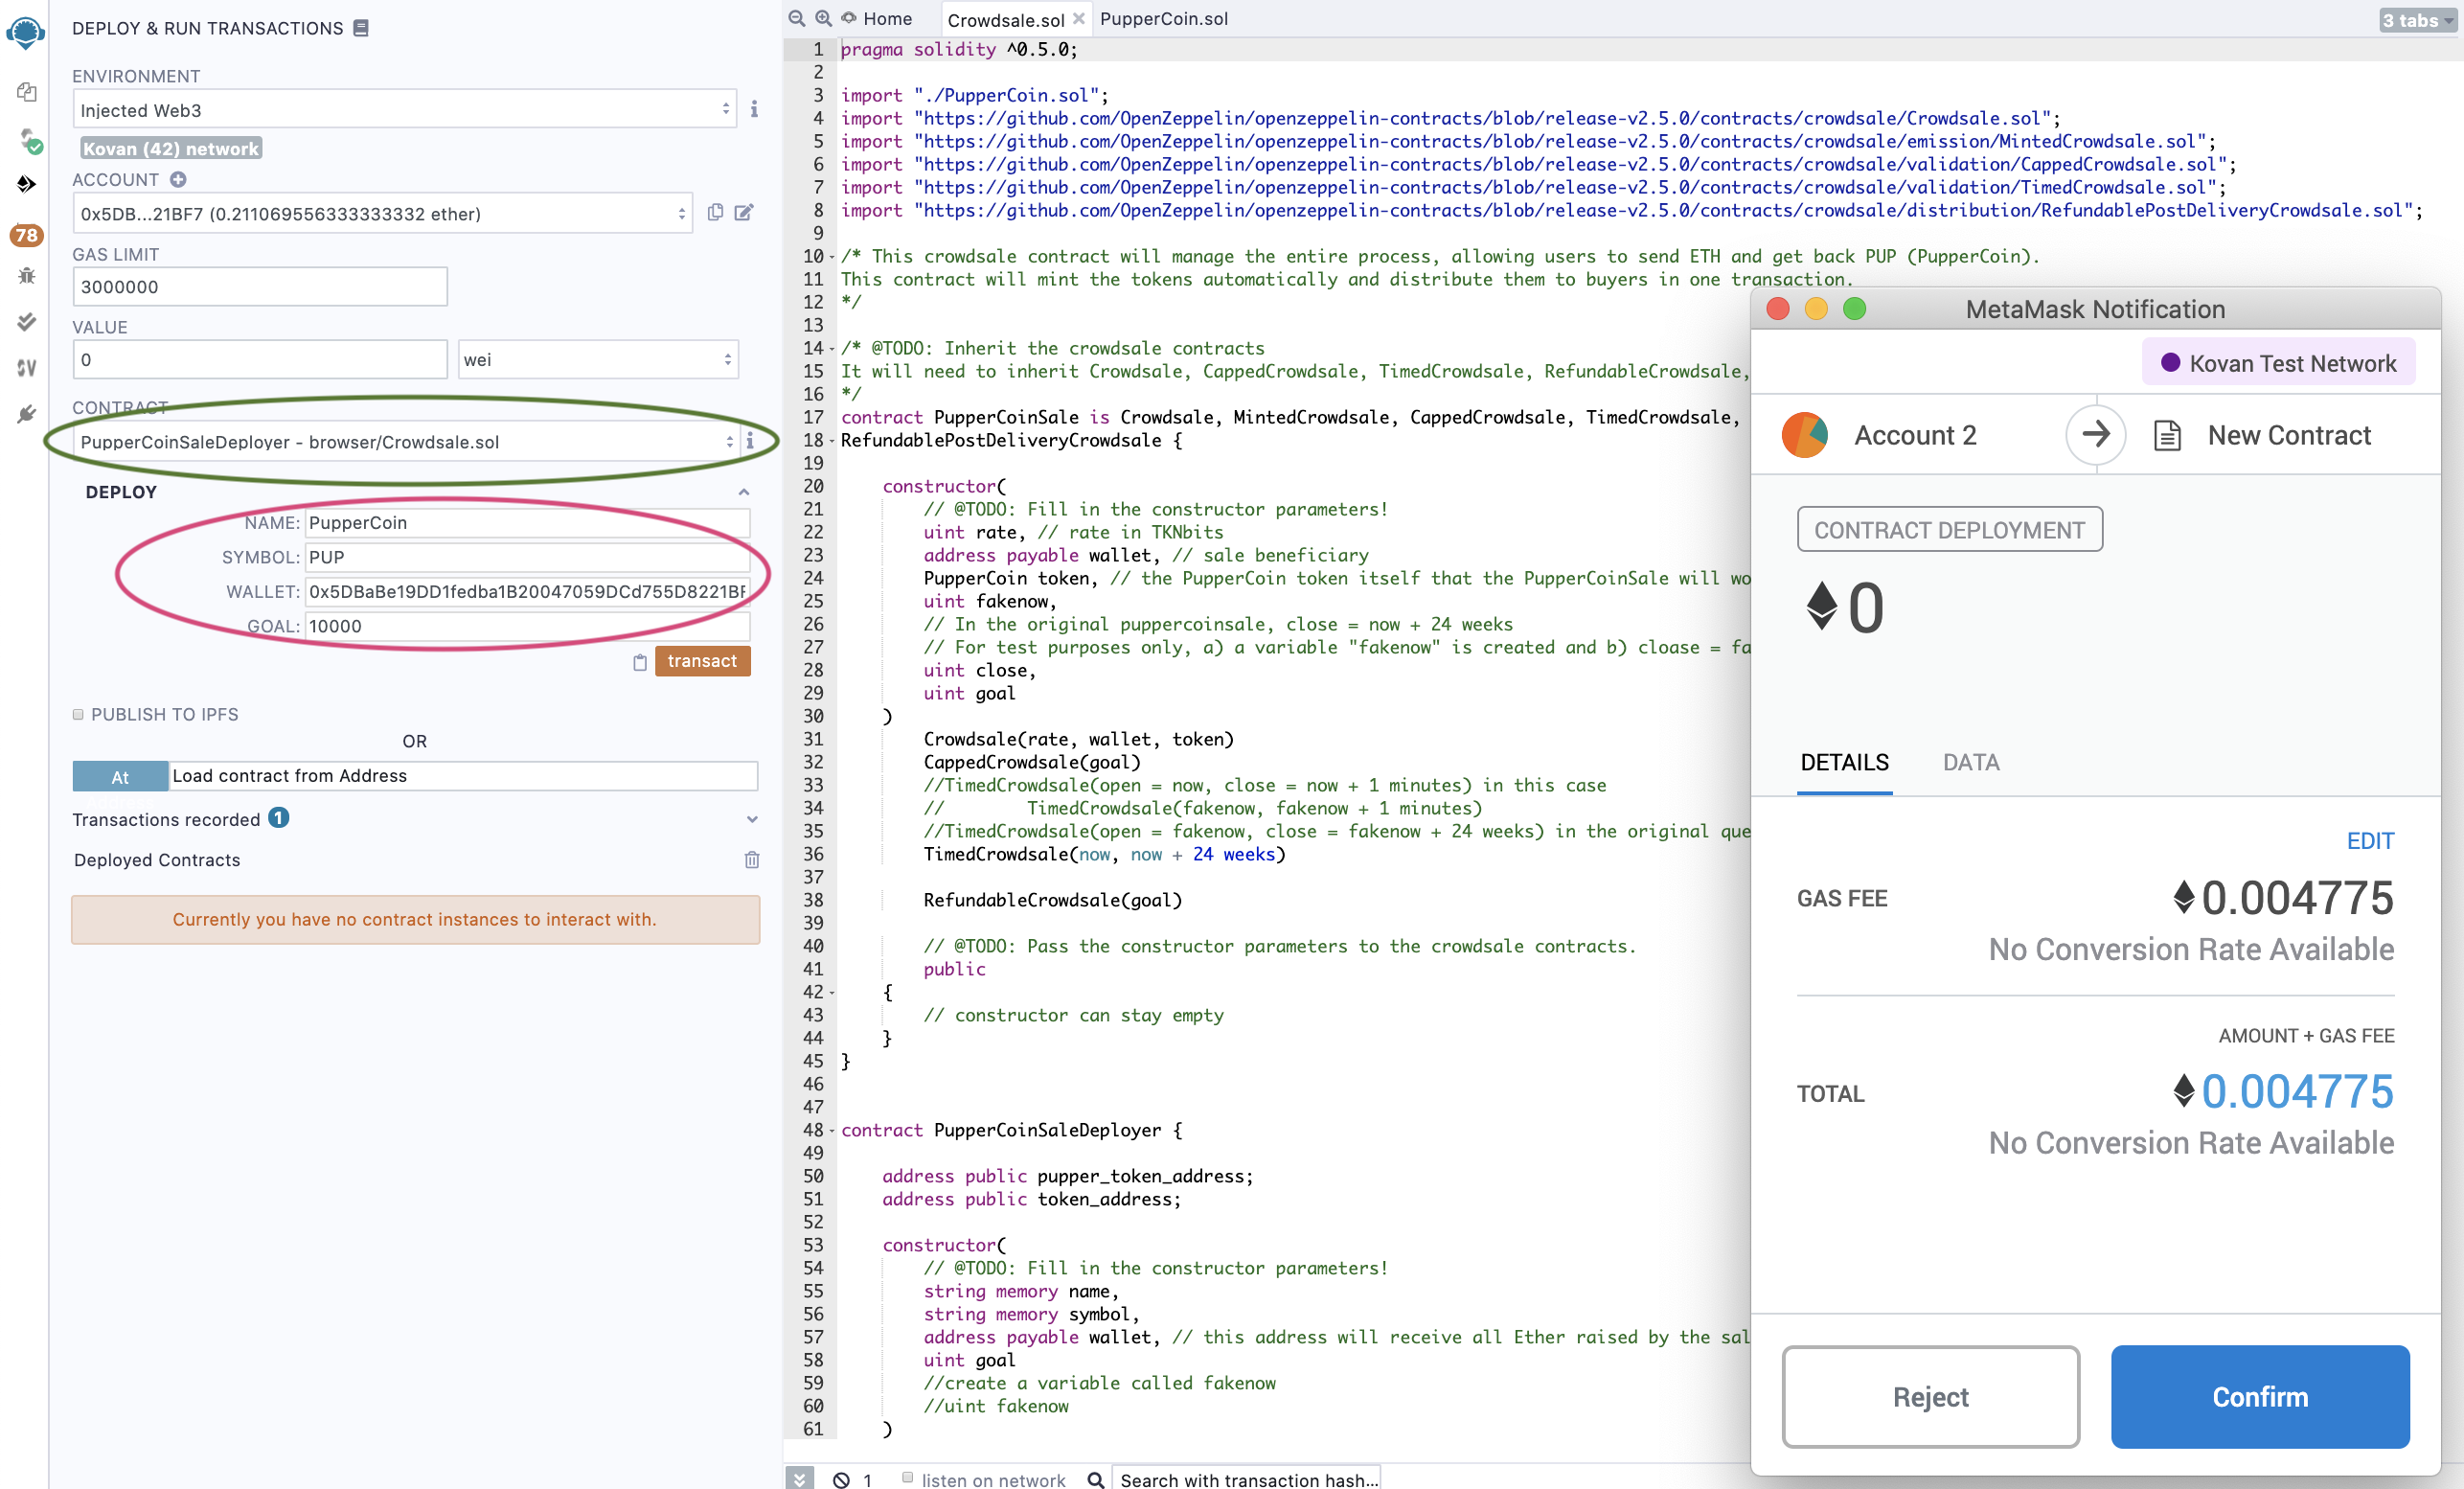 DEPLOY & RUN TRANSACTIONS
ENVIRONMENT
Injected Web3
Kovan (42) network
ACCOUNT
0x5DB...21BF7 (0.211069556333333332 ether)
78
GAS LIMIT
3000000
VALUE
0
wei
CONTRACT
PupperCoinSaleDeployer - browser/Crowdsale.sol
DEPLOY
NAME: PupperCoin
SYMBOL: PUP
WALLET: 0x5DBaBe19DD1fedba1B20047059DCd755D8221BF
GOAL: 10000
transact
PUBLISH TO IPFS
OR
At
Load contract from Address
Transactions recorded 1
Deployed Contracts
Currently you have no contract instances to interact with.
Home
Crowdsale.sol
PupperCoin.sol
3 tabs
1 pragma solidity ^0.5.0;
2
3 import "./PupperCoin.sol";
4 import "https://github.com/OpenZeppelin/openzeppelin-contracts/blob/release-v2.5.0/contracts/crowdsale/Crowdsale.sol";
5 import "https://github.com/OpenZeppelin/openzeppelin-contracts/blob/release-v2.5.0/contracts/crowdsale/emission/MintedCrowdsale.sol";
6 import "https://github.com/OpenZeppelin/openzeppelin-contracts/blob/release-v2.5.0/contracts/crowdsale/validation/CappedCrowdsale.sol";
7 import "https://github.com/OpenZeppelin/openzeppelin-contracts/blob/release-v2.5.0/contracts/crowdsale/validation/TimedCrowdsale.sol";
8 import "https://github.com/OpenZeppelin/openzeppelin-contracts/blob/release-v2.5.0/contracts/crowdsale/distribution/RefundablePostDeliveryCrowdsale.sol";
9
10 /* This crowdsale contract will manage the entire process, allowing users to send ETH and get back PUP (PupperCoin).
11 This contract will mint the tokens automatically and distribute them to buyers in one transaction.
12 */
13
14 /* @TODO: Inherit the crowdsale contracts
15 It will need to inherit Crowdsale, CappedCrowdsale, TimedCrowdsale, RefundableCrowdsale,
16 */
17 contract PupperCoinSale is Crowdsale, MintedCrowdsale, CappedCrowdsale, TimedCrowdsale,
18 RefundablePostDeliveryCrowdsale {
19
20 constructor(
21 // @TODO: Fill in the constructor parameters!
22 uint rate, // rate in TKNbits
23 address payable wallet, // sale beneficiary
24 PupperCoin token, // the PupperCoin token itself that the PupperCoinSale will wo
25 uint fakenow,
26 // In the original puppercoinsale, close = now + 24 weeks
27 // For test purposes only, a) a variable "fakenow" is created and b) cloase = fa
28 uint close,
29 uint goal
30 )
31 Crowdsale(rate, wallet, token)
32 CappedCrowdsale(goal)
33 //TimedCrowdsale(open = now, close = now + 1 minutes) in this case
34 // TimedCrowdsale(fakenow, fakenow + 1 minutes)
35 //TimedCrowdsale(open = fakenow, close = fakenow + 24 weeks) in the original que
36 TimedCrowdsale(now, now + 24 weeks)
37
38 RefundableCrowdsale(goal)
39
40 // @TODO: Pass the constructor parameters to the crowdsale contracts.
41 public
42 {
43 // constructor can stay empty
44 }
45 }
46
47
48 contract PupperCoinSaleDeployer {
49
50 address public pupper_token_address;
51 address public token_address;
52
53 constructor(
54 // @TODO: Fill in the constructor parameters!
55 string memory name,
56 string memory symbol,
57 address payable wallet, // this address will receive all Ether raised by the sal
58 uint goal
59 //create a variable called fakenow
60 //uint fakenow
61 )
1
listen on network
Search with transaction hash...
MetaMask Notification
Kovan Test Network
Account 2
New Contract
CONTRACT DEPLOYMENT
0
DETAILS
DATA
EDIT
GAS FEE
0.004775
No Conversion Rate Available
AMOUNT + GAS FEE
TOTAL
0.004775
No Conversion Rate Available
Reject
Confirm